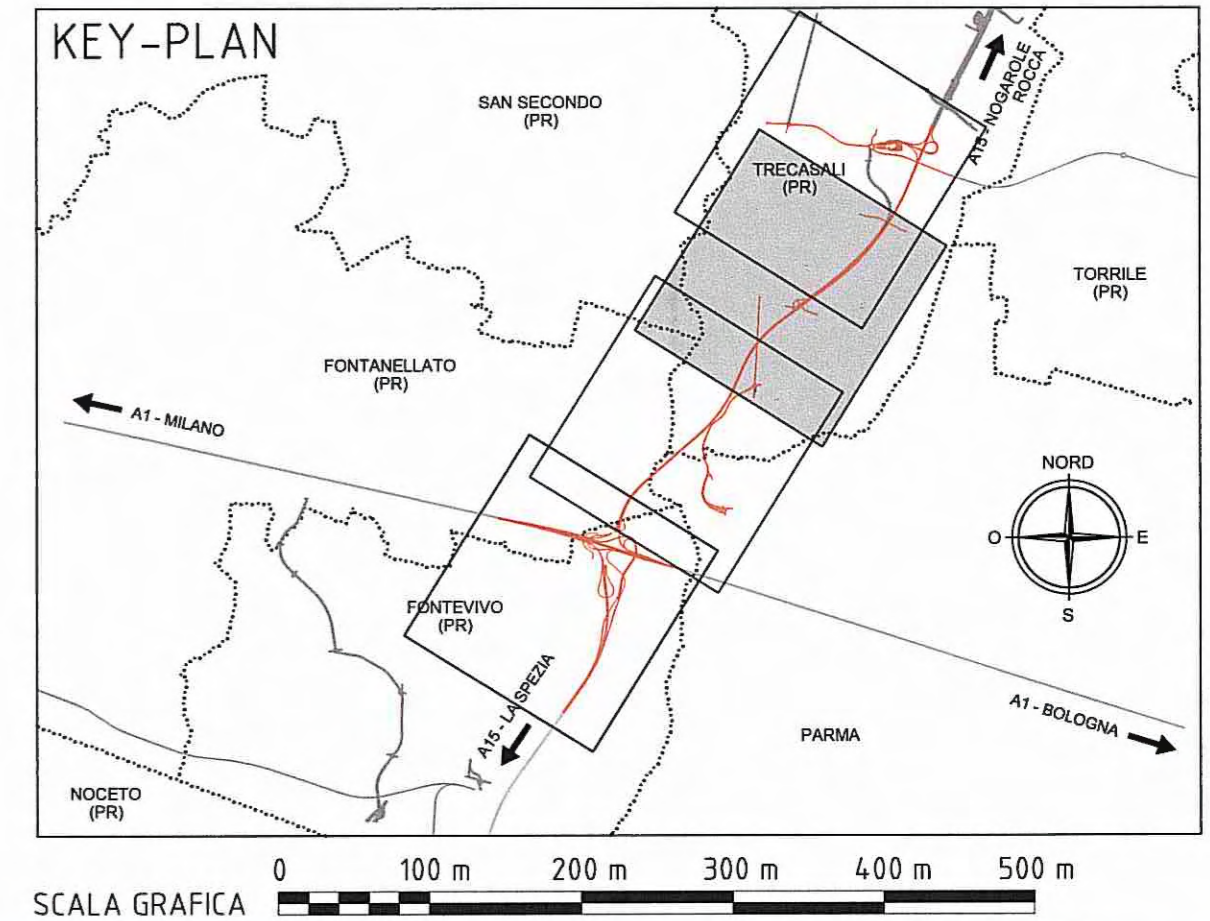 KEY-PLAN
SAN SECONDO
(PR)
A15 - NOGAROLE
ROCCA
TRECASALI
(PR)
TORRILE
(PR)
FONTANELLATO
(PR)
A1 - MILANO
NORD
O
E
S
FONTEVIVO
(PR)
A15 - LA SPEZIA
A1 - BOLOGNA
PARMA
NOCETO
(PR)
0 100 m 200 m 300 m 400 m 500 m
SCALA GRAFICA